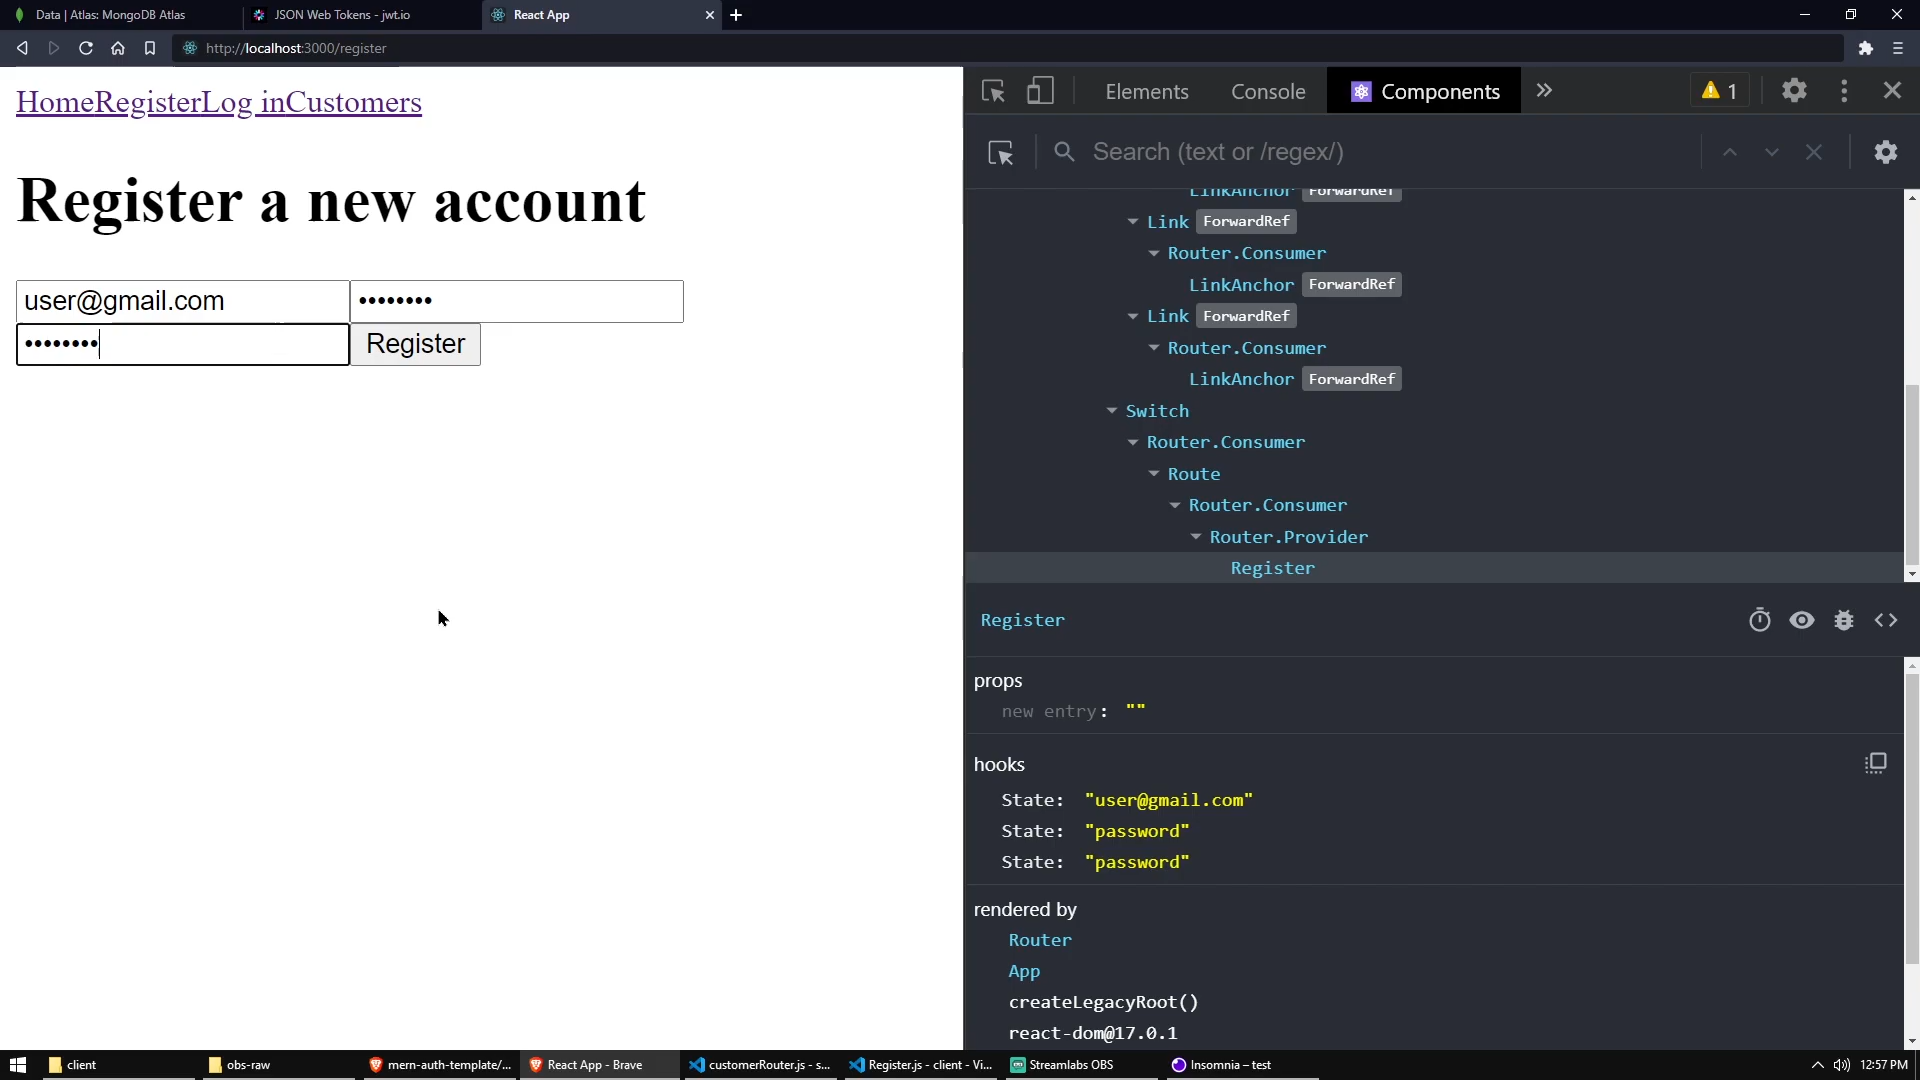 Data | Atlas: MongoDB Atlas
JSON Web Tokens - jwt.io
React App
http://localhost:3000/register
HomeRegisterLog inCustomers
Register a new account
user@gmail.com
••••••••
••••••••
Register
Elements
Console
Components
1
Search (text or /regex/)
LinkAnchor ForwardRef
Link ForwardRef
Router.Consumer
LinkAnchor ForwardRef
Link ForwardRef
Router.Consumer
LinkAnchor ForwardRef
Switch
Router.Consumer
Route
Router.Consumer
Router.Provider
Register
Register
props
new entry: ""
hooks
State: "user@gmail.com"
State: "password"
State: "password"
rendered by
Router
App
createLegacyRoot()
react-dom@17.0.1
client
obs-raw
mern-auth-template/...
React App - Brave
customerRouter.js - s...
Register.js - client - Vi...
Streamlabs OBS
Insomnia – test
12:57 PM